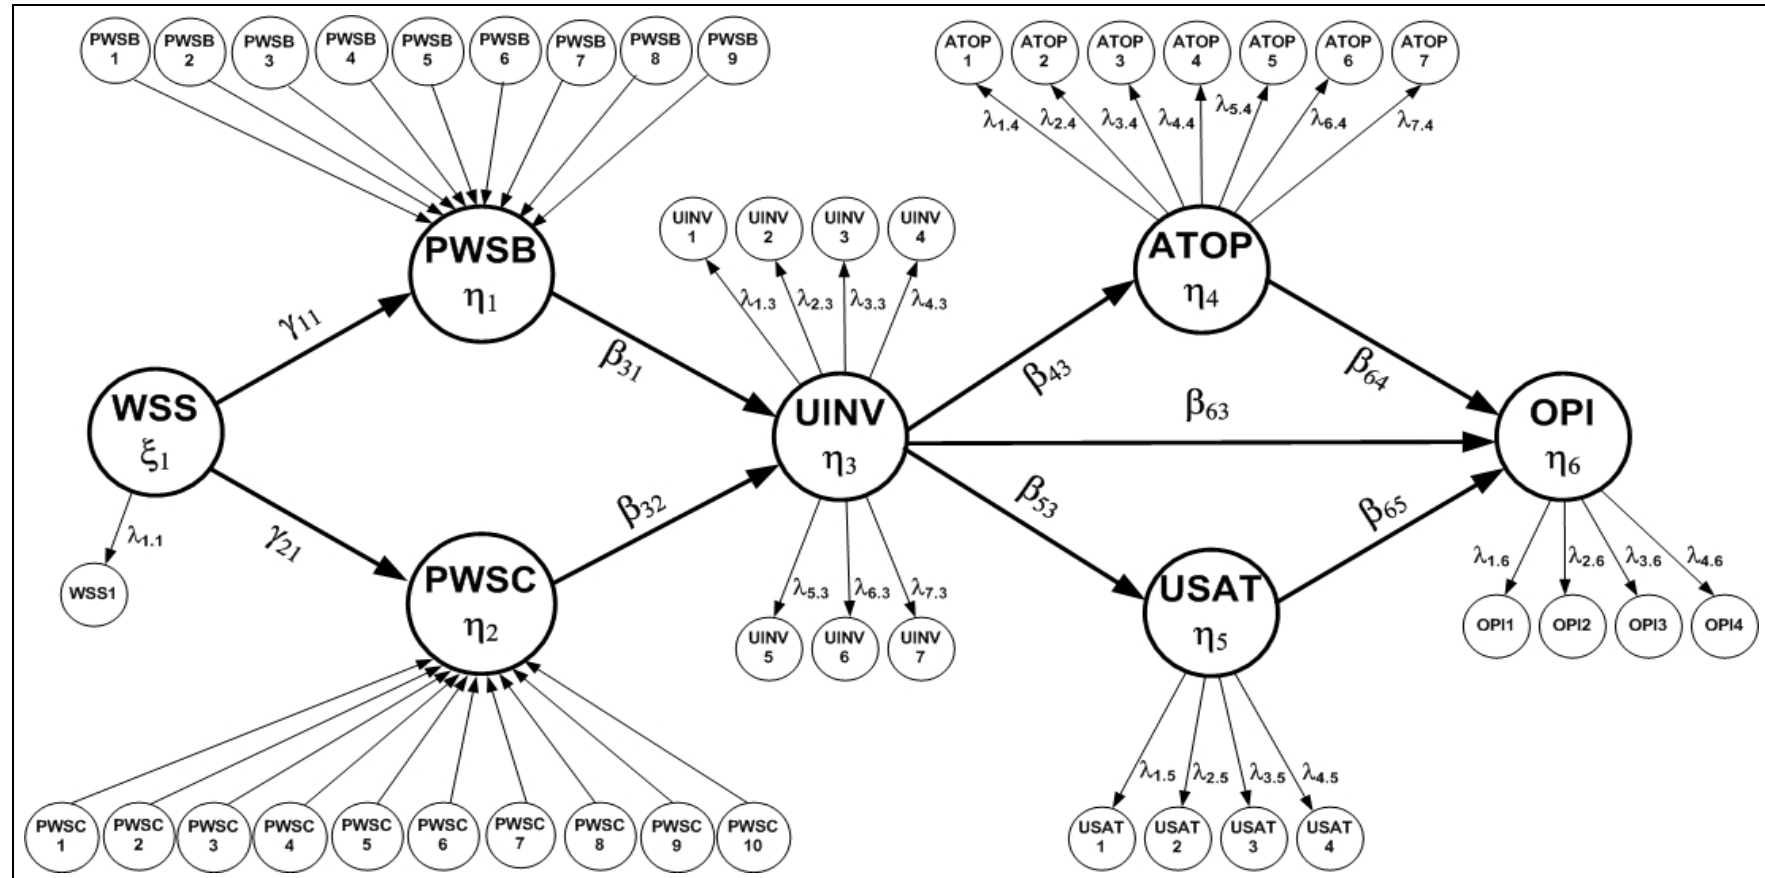 PWSB
1
PWSB
2
PWSB
3
PWSB
4
PWSB
5
PWSB
6
PWSB
7
PWSB
8
PWSB
9
ATOP
1
ATOP
2
ATOP
3
ATOP
4
ATOP
5
ATOP
6
ATOP
7
λ1.4
λ2.4
λ3.4
λ4.4
λ5.4
λ6.4
λ7.4
PWSB
η1
UINV
1
UINV
2
UINV
3
UINV
4
λ1.3
λ2.3
λ3.3
λ4.3
ATOP
η4
γ11
β31
β43
β64
WSS
ξ1
UINV
η3
β63
OPI
η6
λ1.1
WSS1
γ21
β32
β53
β65
PWSC
η2
λ5.3
λ6.3
λ7.3
UINV
5
UINV
6
UINV
7
USAT
η5
λ1.6
λ2.6
λ3.6
λ4.6
OPI1
OPI2
OPI3
OPI4
λ1.5
λ2.5
λ3.5
λ4.5
PWSC
1
PWSC
2
PWSC
3
PWSC
4
PWSC
5
PWSC
6
PWSC
7
PWSC
8
PWSC
9
PWSC
10
USAT
1
USAT
2
USAT
3
USAT
4